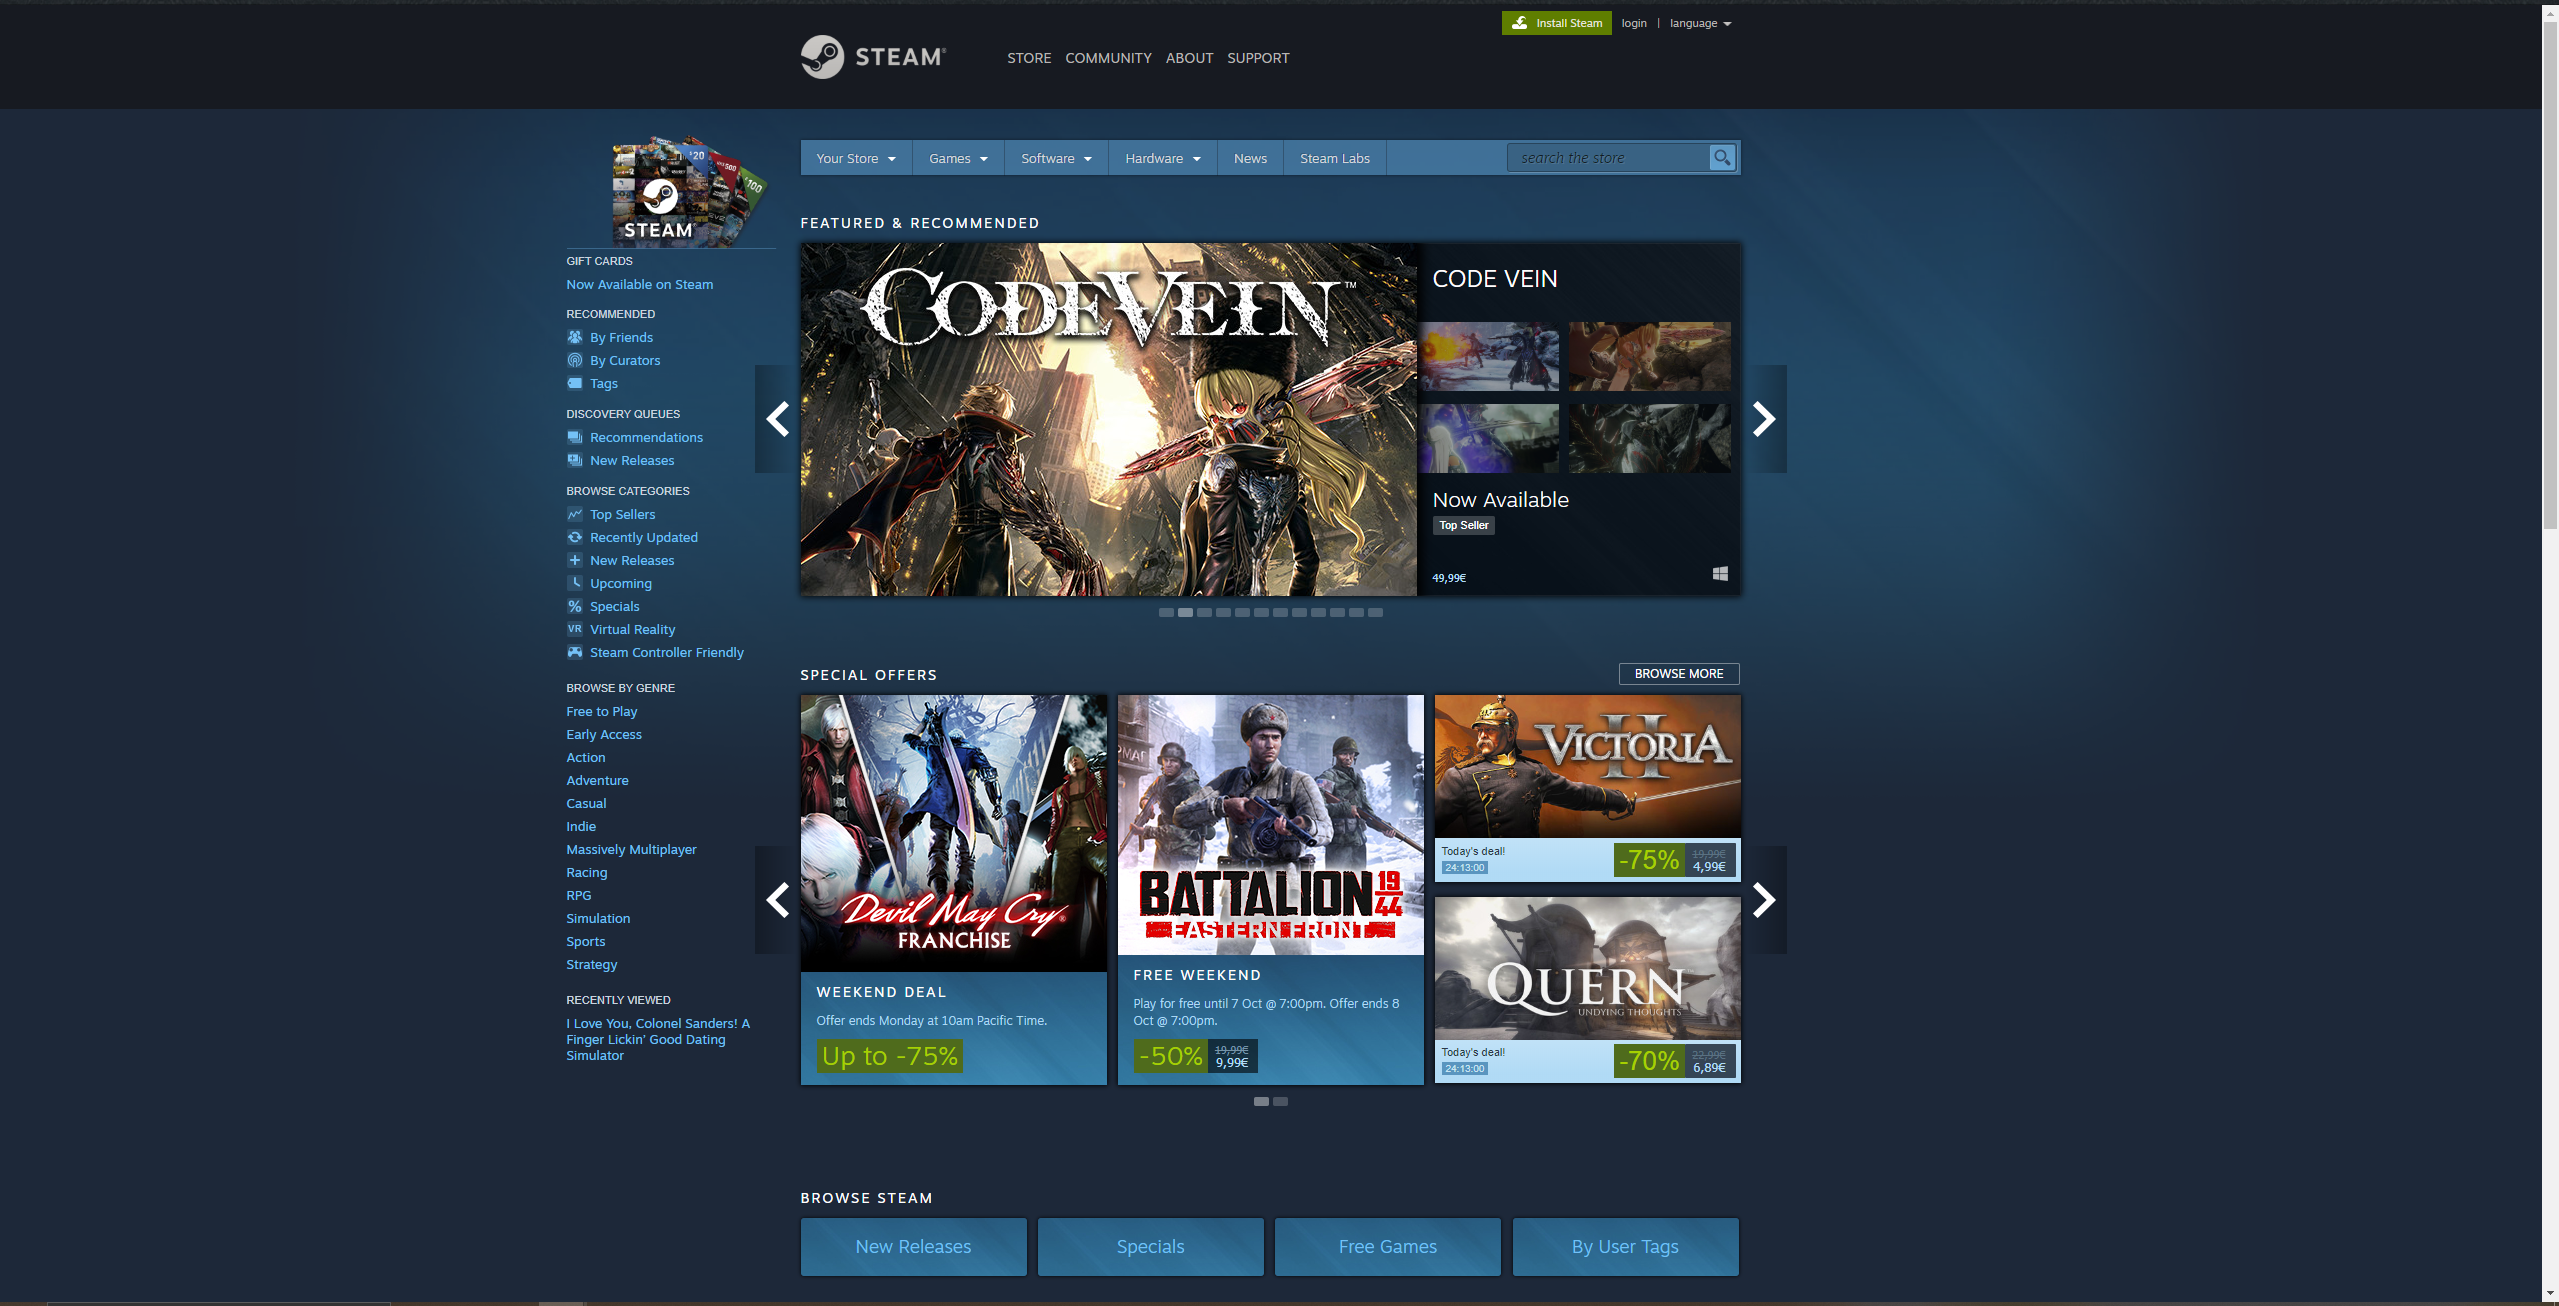 Install Steam
login | language
STEAM®
STORE COMMUNITY ABOUT SUPPORT
$20
500
$100
STEAM
GIFT CARDS
Now Available on Steam
RECOMMENDED
By Friends
By Curators
Tags
DISCOVERY QUEUES
Recommendations
New Releases
BROWSE CATEGORIES
Top Sellers
Recently Updated
New Releases
Upcoming
Specials
VR Virtual Reality
Steam Controller Friendly
BROWSE BY GENRE
Free to Play
Early Access
Action
Adventure
Casual
Indie
Massively Multiplayer
Racing
RPG
Simulation
Sports
Strategy
RECENTLY VIEWED
I Love You, Colonel Sanders! A
Finger Lickin' Good Dating
Simulator
Your Store Games Software Hardware News Steam Labs search the store
FEATURED & RECOMMENDED
CODE VEIN™
CODE VEIN
Now Available
Top Seller
49,99€
SPECIAL OFFERS
BROWSE MORE
Devil May Cry®
FRANCHISE
WEEKEND DEAL
Offer ends Monday at 10am Pacific Time.
Up to -75%
BATTALION 1944
EASTERN FRONT
FREE WEEKEND
Play for free until 7 Oct @ 7:00pm. Offer ends 8
Oct @ 7:00pm.
-50% 19,99€
9,99€
VICTORIA
II
Today's deal!
24:13:00
-75% 19,99€
4,99€
QUERN
UNDYING THOUGHTS
Today's deal!
24:13:00
-70% 22,99€
6,89€
BROWSE STEAM
New Releases
Specials
Free Games
By User Tags